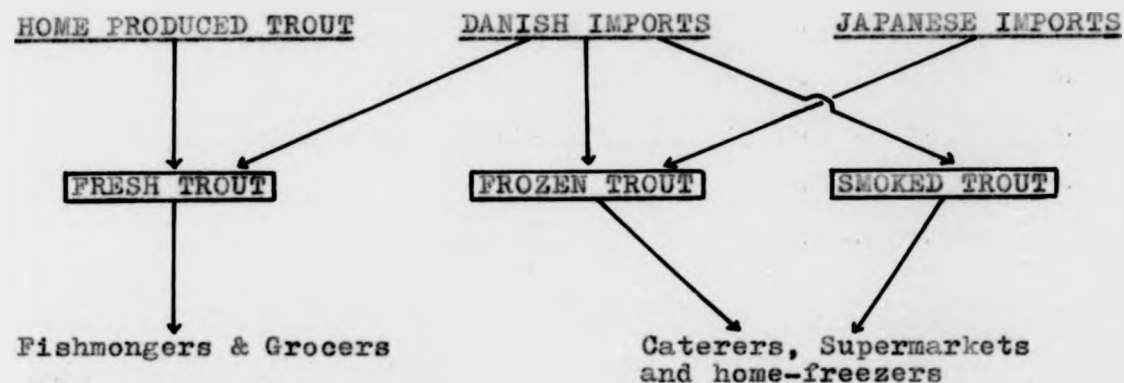 HOME PRODUCED TROUT DANISH IMPORTS JAPANESE IMPORTS
FRESH TROUT FROZEN TROUT SMOKED TROUT
Fishmongers & Grocers Caterers, Supermarkets
and home-freezers